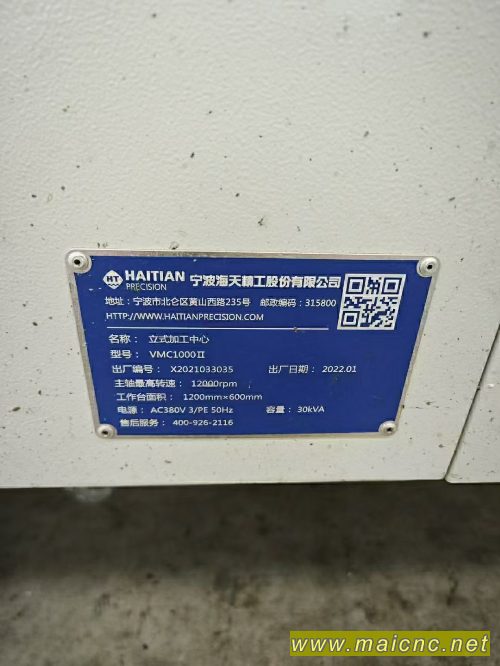 HT HAITIAN PRECISION 宁波海天精工股份有限公司
地址：宁波市北仑区黄山西路235号 邮政编码：315800
HTTP://WWW.HAITIANPRECISION.COM
名称： 立式加工中心
型号： VMC1000Ⅱ
出厂编号： X2021033035 出厂日期： 2022.01
主轴最高转速： 12000rpm
工作台面积： 1200mm×600mm
电源： AC380V 3/PE 50Hz 容量： 30kVA
售后服务： 400-926-2116
www.maicnc.net